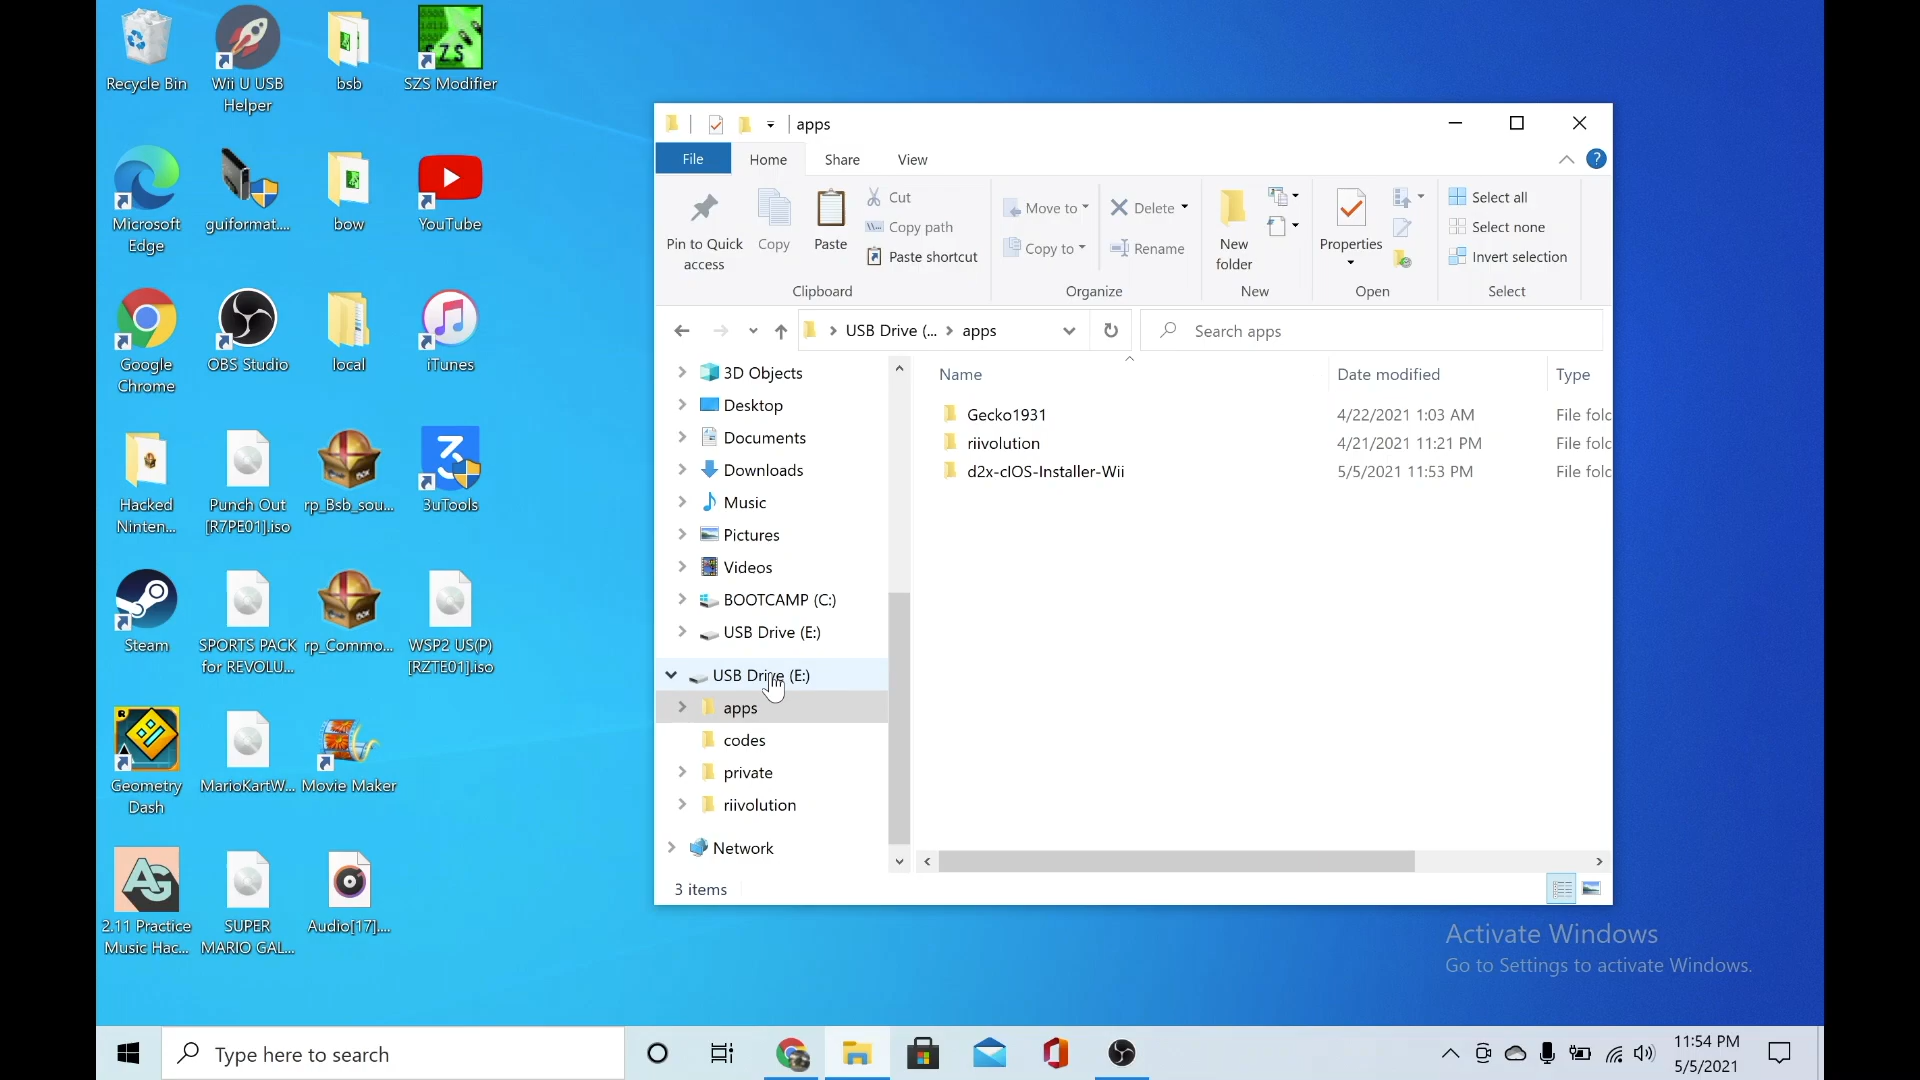 Recycle Bin
Wii U USB
Helper
bsb
SZS Modifier
SZS
Microsoft
Edge
guiformat....
bow
YouTube
Google
Chrome
OBS Studio
local
iTunes
Hacked
Ninten...
Punch Out
[R7PE01].iso
rp_Bsb_sou...
3uTools
Steam
SPORTS PACK
for REVOLU...
rp_Commo...
WSP2 US(P)
[RZTE01].iso
Geometry
Dash
MarioKartW...
Movie Maker
2.11 Practice
Music Hac...
SUPER
MARIO GAL...
Audio[17]....
apps
File
Home
Share
View
Pin to Quick
access
Copy
Paste
Cut
Copy path
Paste shortcut
Clipboard
Move to
Copy to
Delete
Rename
Organize
New
folder
New
Properties
Open
Select all
Select none
Invert selection
Select
USB Drive (... > apps
Search apps
3D Objects
Desktop
Documents
Downloads
Music
Pictures
Videos
BOOTCAMP (C:)
USB Drive (E:)
USB Drive (E:)
apps
codes
private
riivolution
Network
Name Date modified Type
Gecko1931 4/22/2021 1:03 AM File folc
riivolution 4/21/2021 11:21 PM File folc
d2x-cIOS-Installer-Wii 5/5/2021 11:53 PM File folc
3 items
Activate Windows
Go to Settings to activate Windows.
Type here to search
11:54 PM
5/5/2021